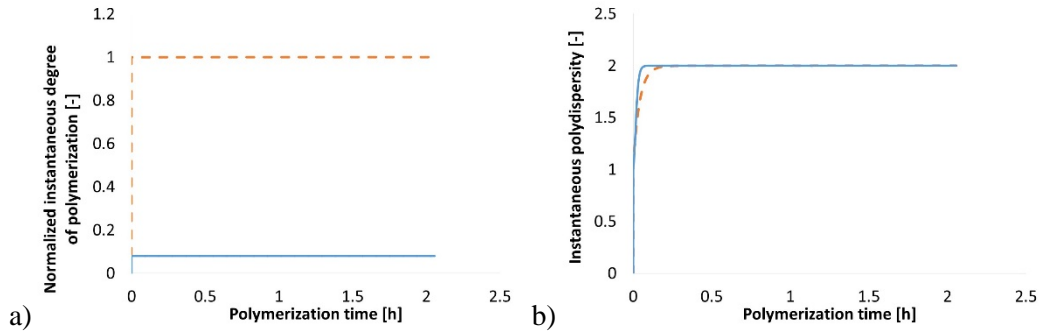 1.2
1
0.8
0.6
0.4
0.2
0
Normalized instantaneous degree
of polymerization [-]
0 0.5 1 1.5 2 2.5
Polymerization time [h]
a)
2.5
2
1.5
1
0.5
0
Instantaneous polydispersity [-]
0 0.5 1 1.5 2 2.5
Polymerization time [h]
b)